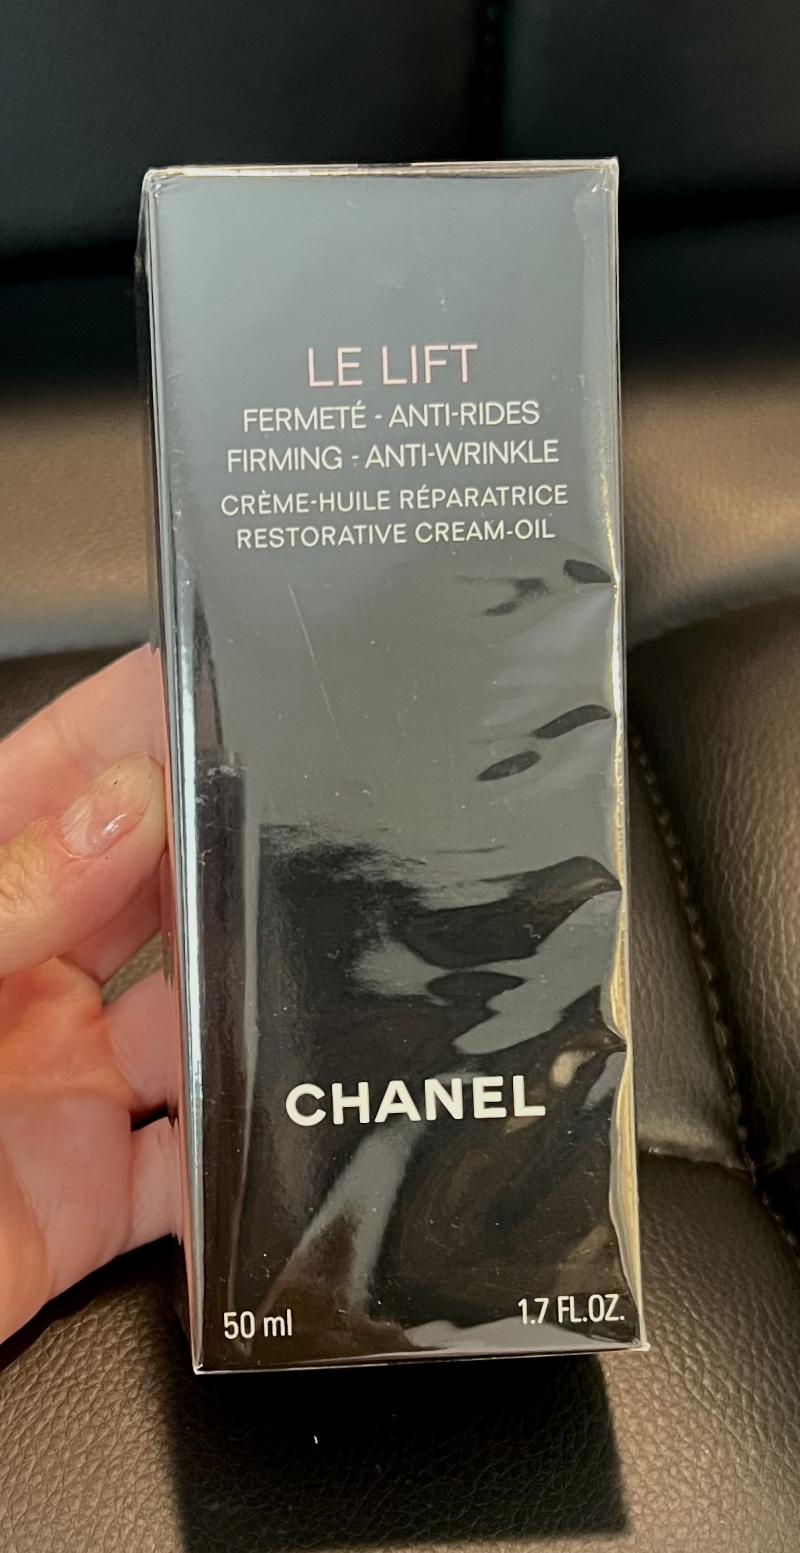 LE LIFT
FERMETÉ - ANTI-RIDES
FIRMING - ANTI-WRINKLE
CRÈME-HUILE RÉPARATRICE
RESTORATIVE CREAM-OIL
CHANEL
50 ml 1.7 FL.OZ.